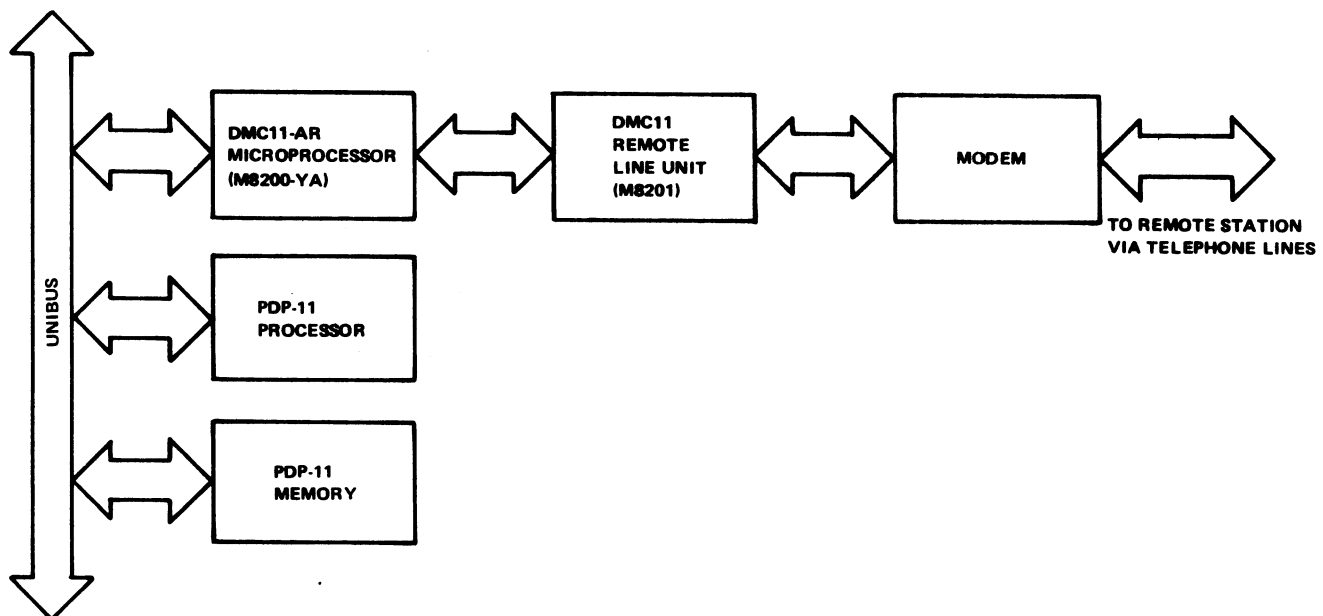 UNIBUS
DMC11-AR
MICROPROCESSOR
(M8200-YA)
DMC11
REMOTE
LINE UNIT
(M8201)
MODEM
TO REMOTE STATION
VIA TELEPHONE LINES
PDP-11
PROCESSOR
PDP-11
MEMORY